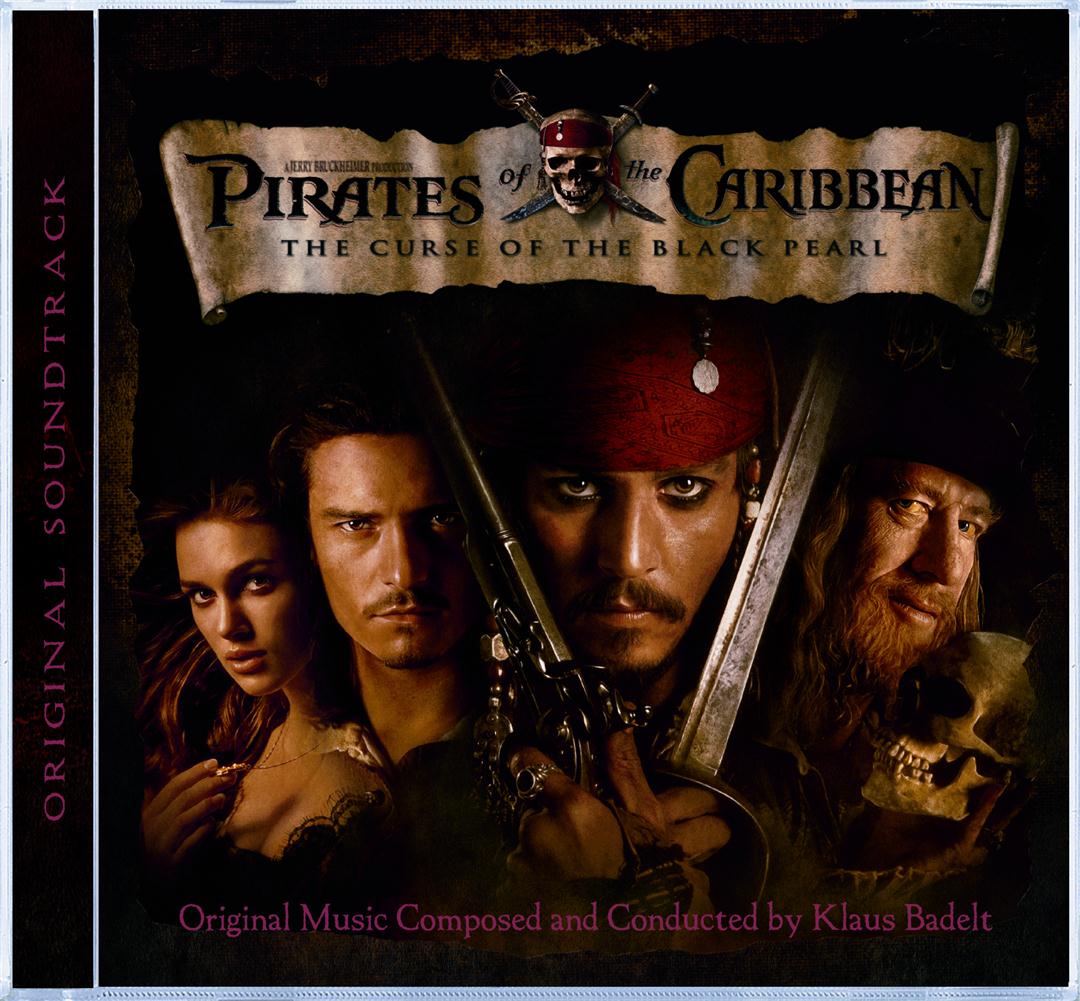 ORIGINAL SOUNDTRACK
A JERRY BRUCKHEIMER PRODUCTION
PIRATES of the CARIBBEAN
THE CURSE OF THE BLACK PEARL
Original Music Composed and Conducted by Klaus Badelt